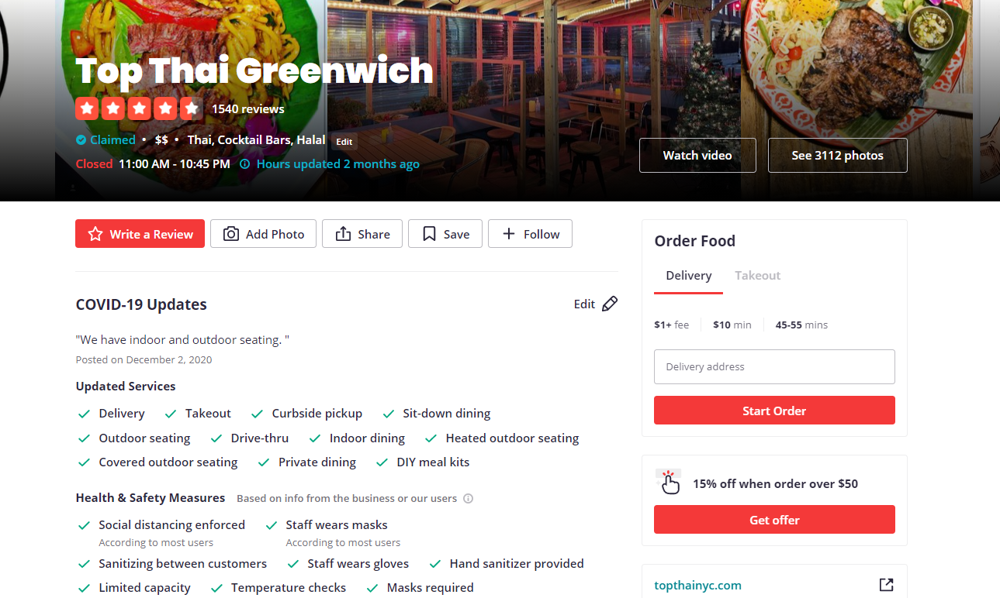 Top Thai Greenwich
1540 reviews
Claimed • $$ • Thai, Cocktail Bars, Halal Edit
Closed 11:00 AM - 10:45 PM Hours updated 2 months ago
Watch video
See 3112 photos
Write a Review
Add Photo
Share
Save
Follow
COVID-19 Updates
Edit
"We have indoor and outdoor seating. "
Posted on December 2, 2020
Updated Services
Delivery Takeout Curbside pickup Sit-down dining
Outdoor seating Drive-thru Indoor dining Heated outdoor seating
Covered outdoor seating Private dining DIY meal kits
Health & Safety Measures Based on info from the business or our users
Social distancing enforced Staff wears masks
According to most users According to most users
Sanitizing between customers Staff wears gloves Hand sanitizer provided
Limited capacity Temperature checks Masks required
Order Food
Delivery Takeout
$1+ fee $10 min 45-55 mins
Delivery address
Start Order
15% off when order over $50
Get offer
topthainyc.com